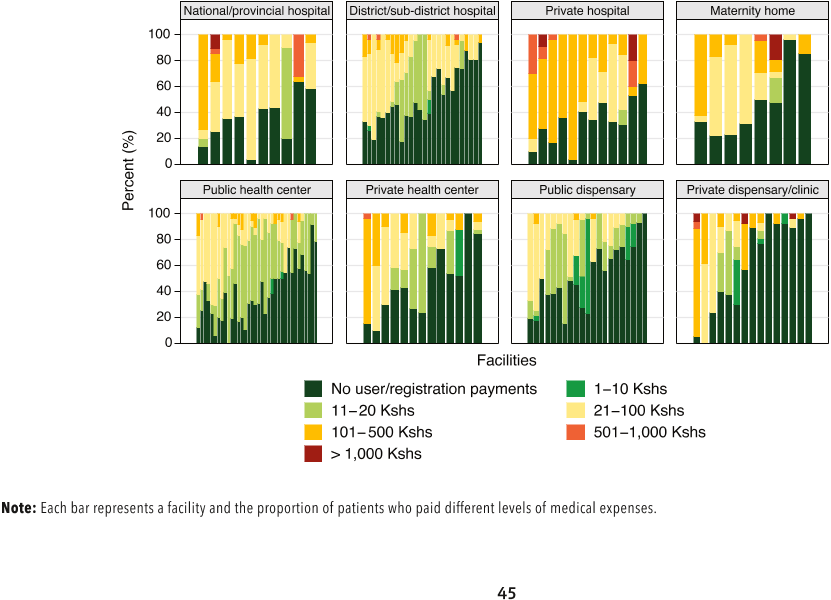 National/provincial hospital District/sub-district hospital Private hospital Maternity home
100
80
60
40
20
0
Percent (%)
Public health center Private health center Public dispensary Private dispensary/clinic
100
80
60
40
20
0
Facilities
No user/registration payments 1–10 Kshs
11–20 Kshs 21–100 Kshs
101–500 Kshs 501–1,000 Kshs
> 1,000 Kshs
Note: Each bar represents a facility and the proportion of patients who paid different levels of medical expenses.
45